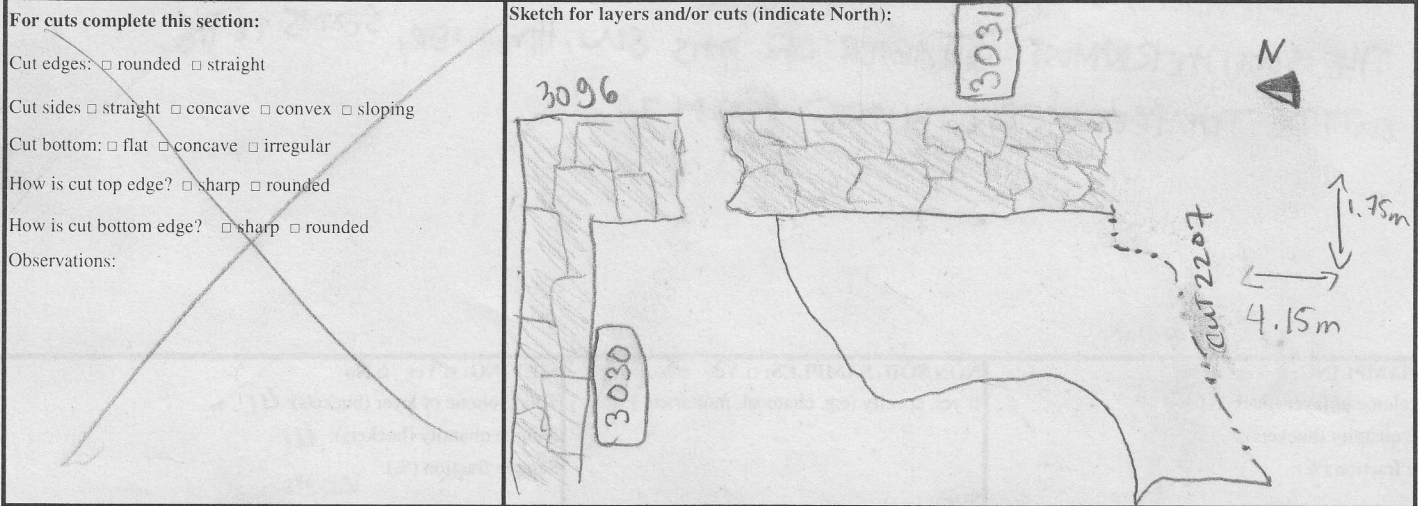 For cuts complete this section:
Cut edges: □ rounded □ straight
Cut sides □ straight □ concave □ convex □ sloping
Cut bottom: □ flat □ concave □ irregular
How is cut top edge? □ sharp □ rounded
How is cut bottom edge? □ sharp □ rounded
Observations:
Sketch for layers and/or cuts (indicate North):
3031
N
3096
1.75m
Cut 2207
4.15m
3030